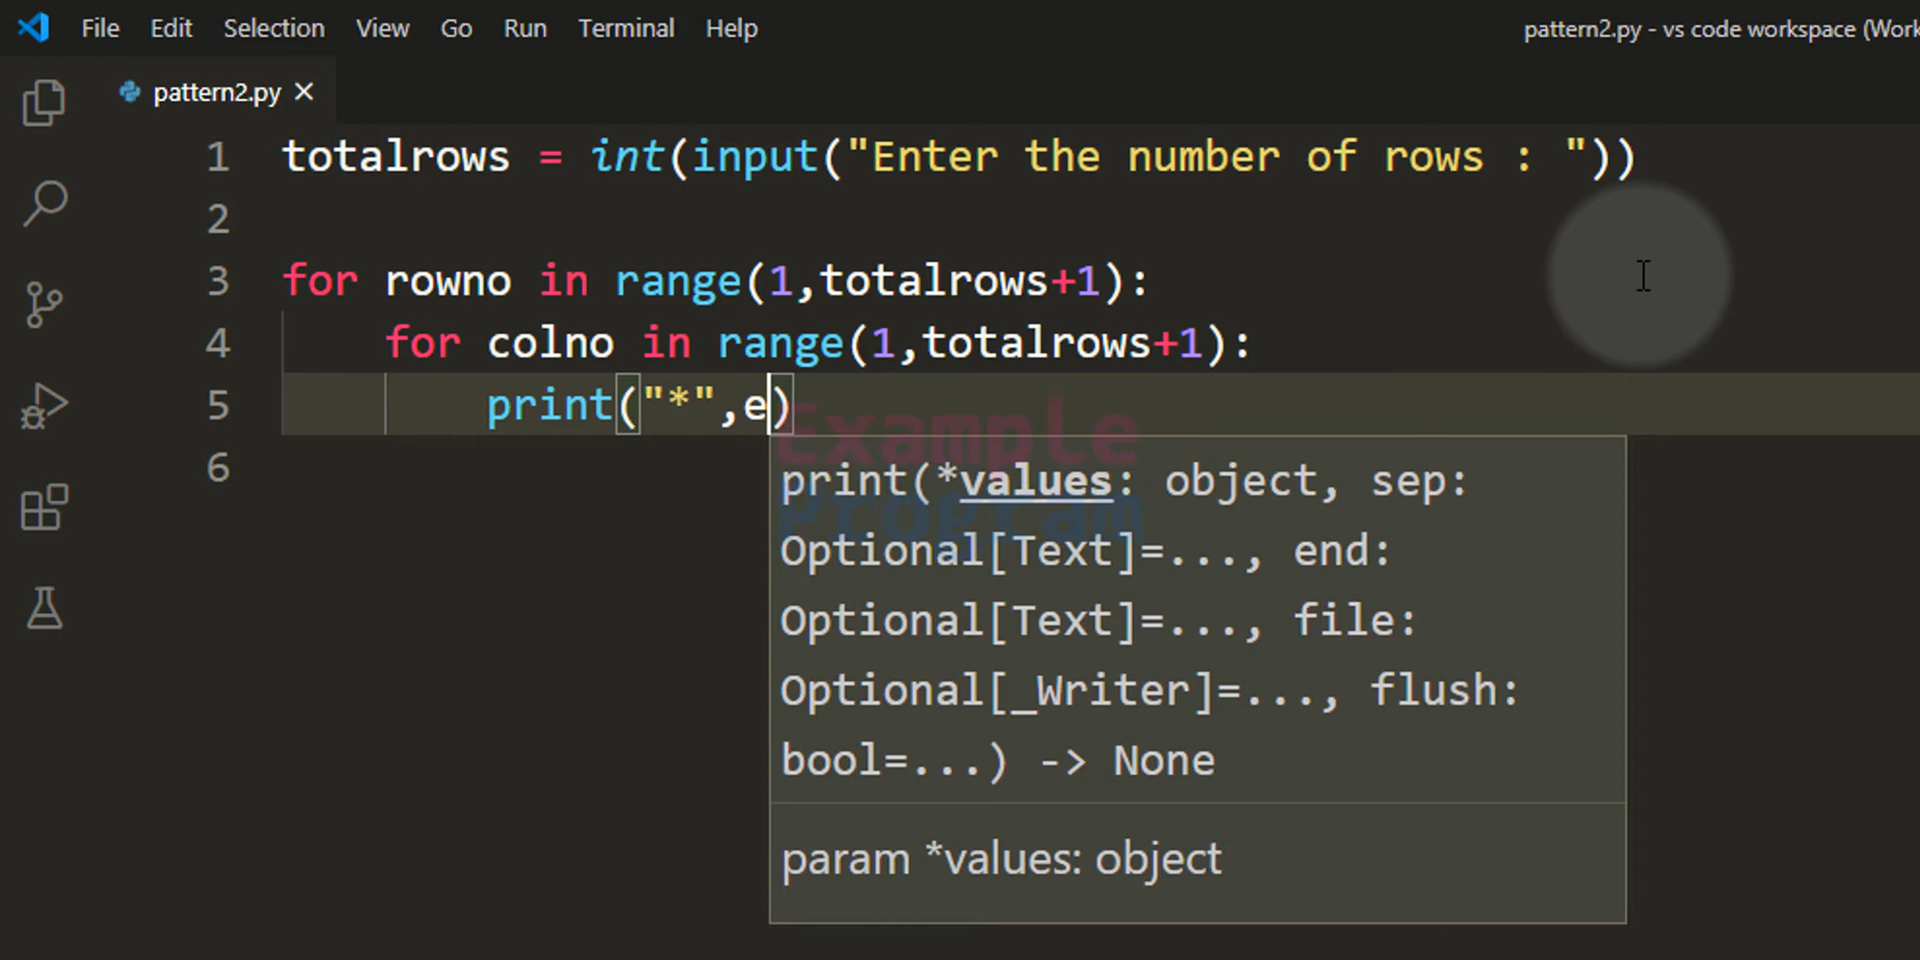 File Edit Selection View Go Run Terminal Help
pattern2.py - vs code workspace (Work
pattern2.py ×
1 totalrows = int(input("Enter the number of rows : "))
2
3 for rowno in range(1,totalrows+1):
4     for colno in range(1,totalrows+1):
5         print("*",e)
6
Example
Program
print(*values: object, sep:
Optional[Text]=..., end:
Optional[Text]=..., file:
Optional[_Writer]=..., flush:
bool=...) -> None
param *values: object